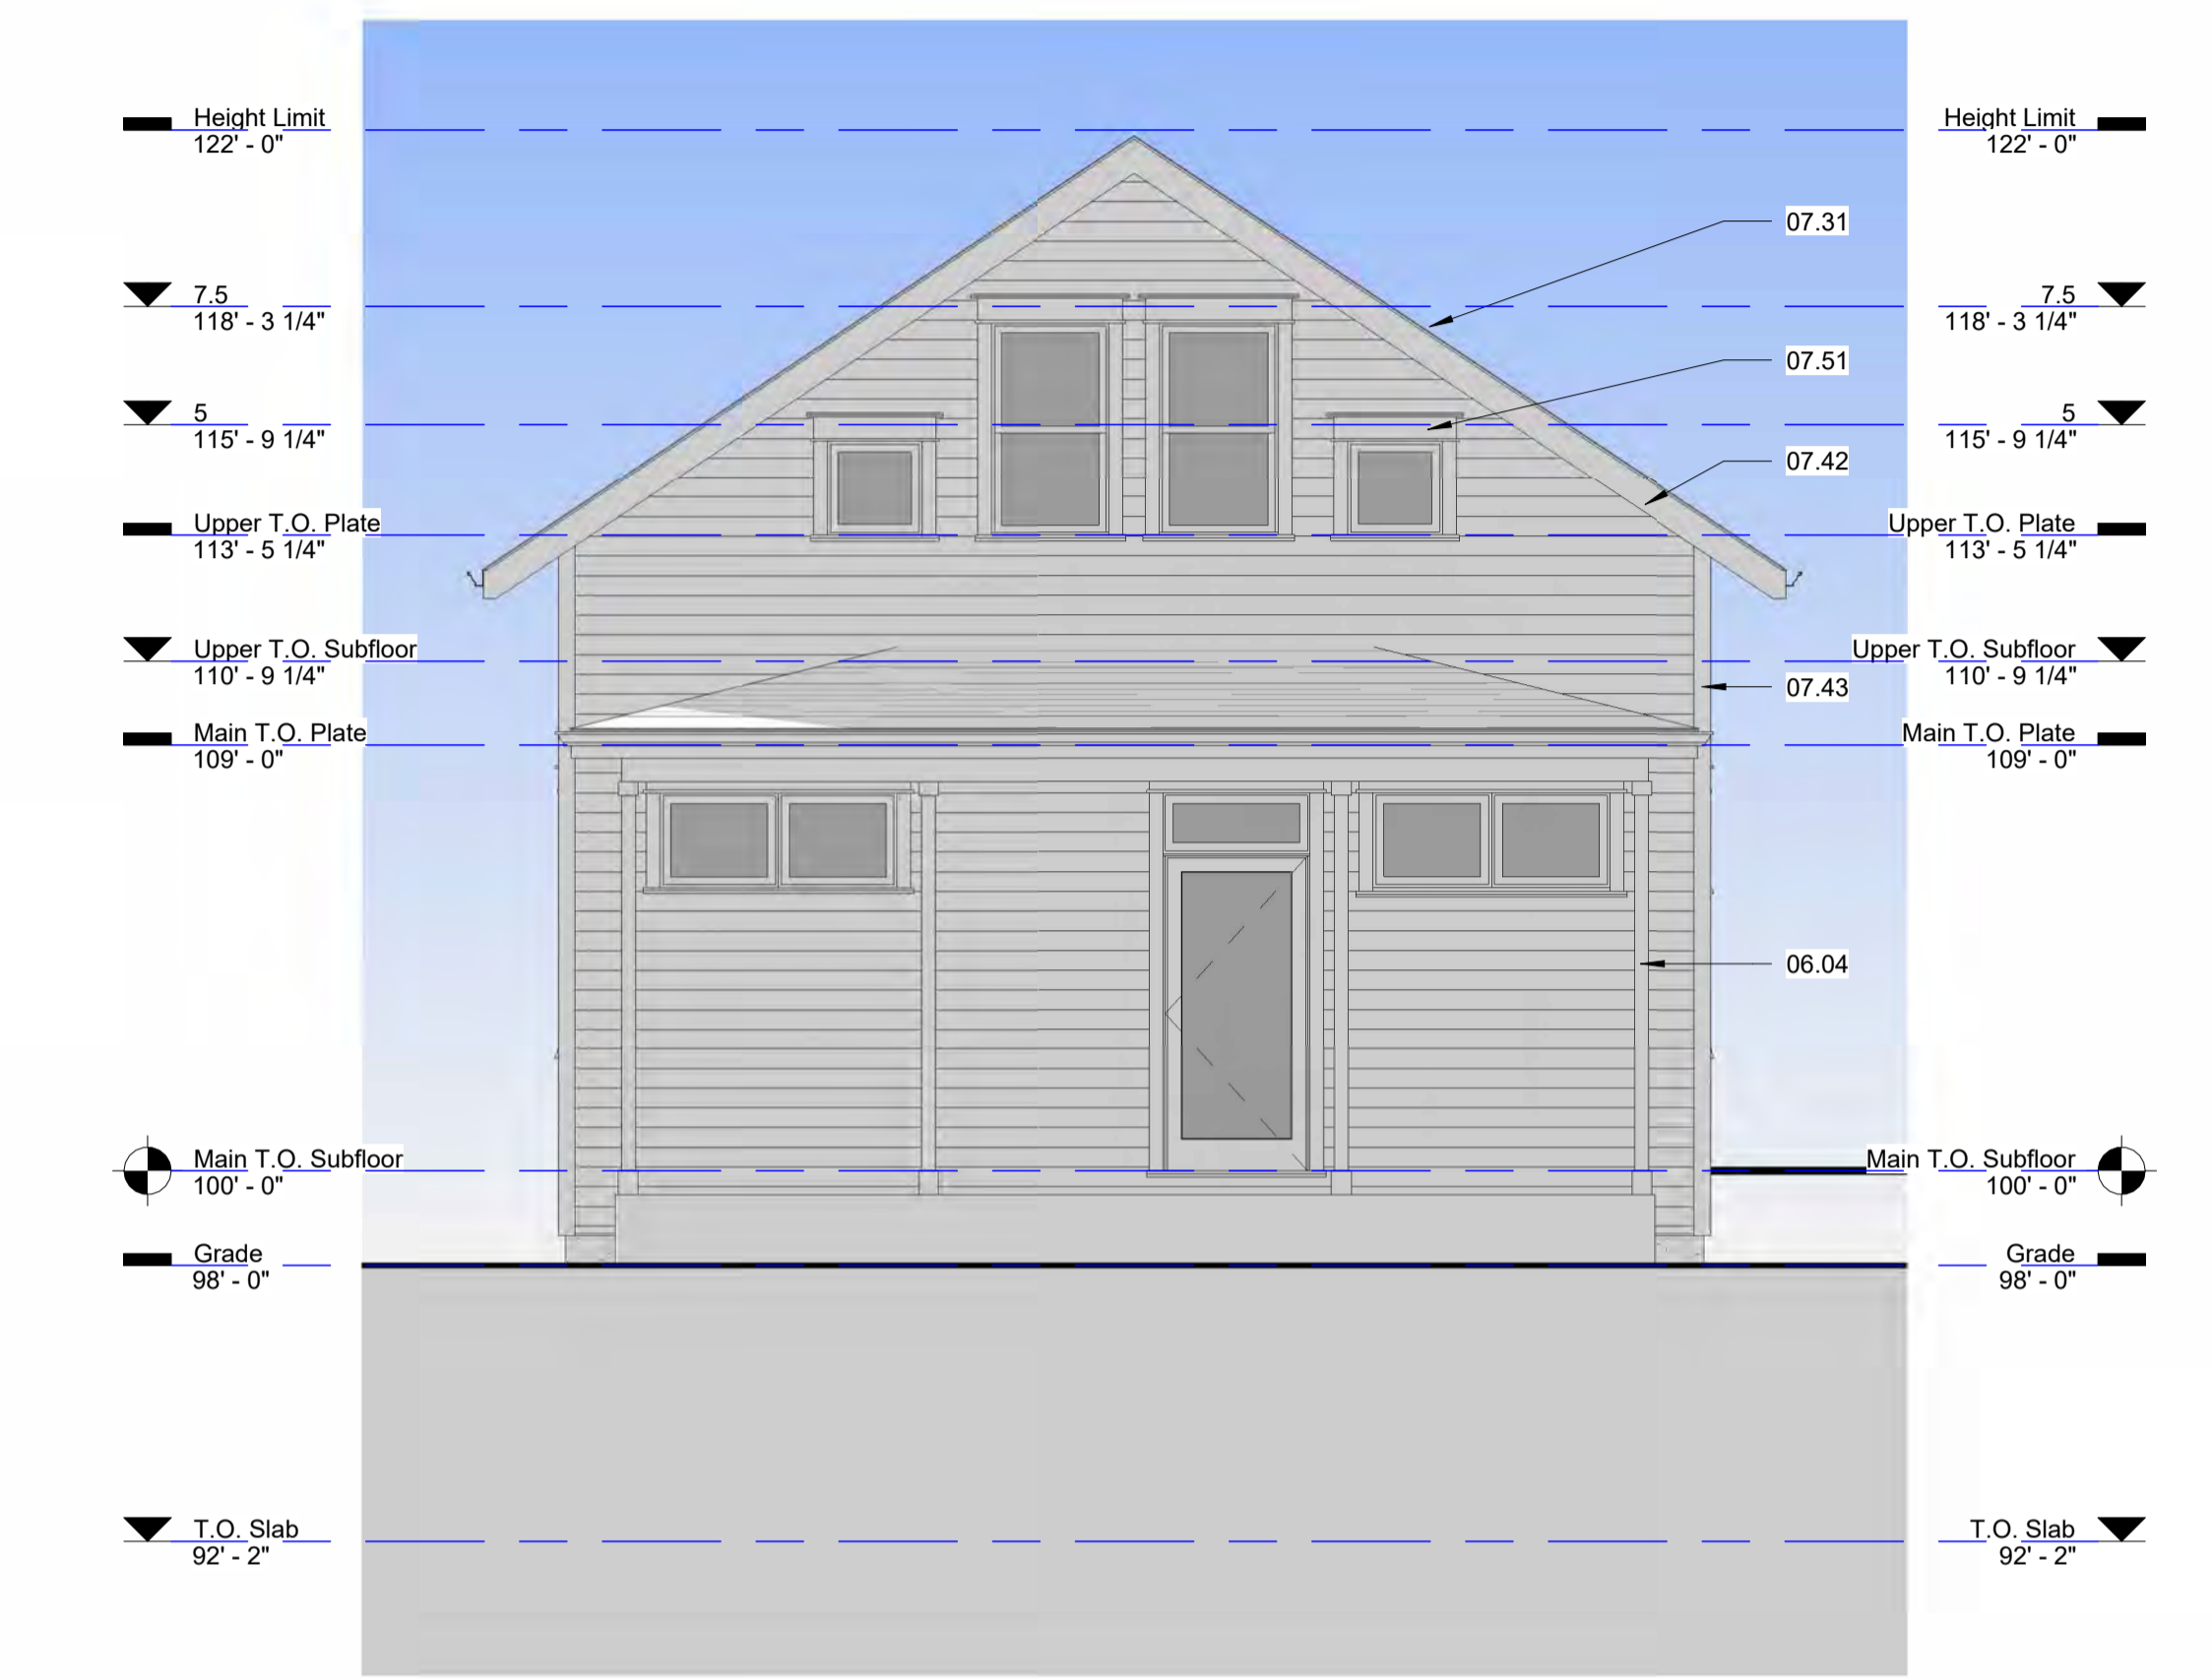 Height Limit
122' - 0"
Height Limit
122' - 0"
07.31
7.5
118' - 3 1/4"
7.5
118' - 3 1/4"
07.51
5
115' - 9 1/4"
5
115' - 9 1/4"
07.42
Upper T.O. Plate
113' - 5 1/4"
Upper T.O. Plate
113' - 5 1/4"
Upper T.O. Subfloor
110' - 9 1/4"
Upper T.O. Subfloor
110' - 9 1/4"
07.43
Main T.O. Plate
109' - 0"
Main T.O. Plate
109' - 0"
06.04
Main T.O. Subfloor
100' - 0"
Main T.O. Subfloor
100' - 0"
Grade
98' - 0"
Grade
98' - 0"
T.O. Slab
92' - 2"
T.O. Slab
92' - 2"